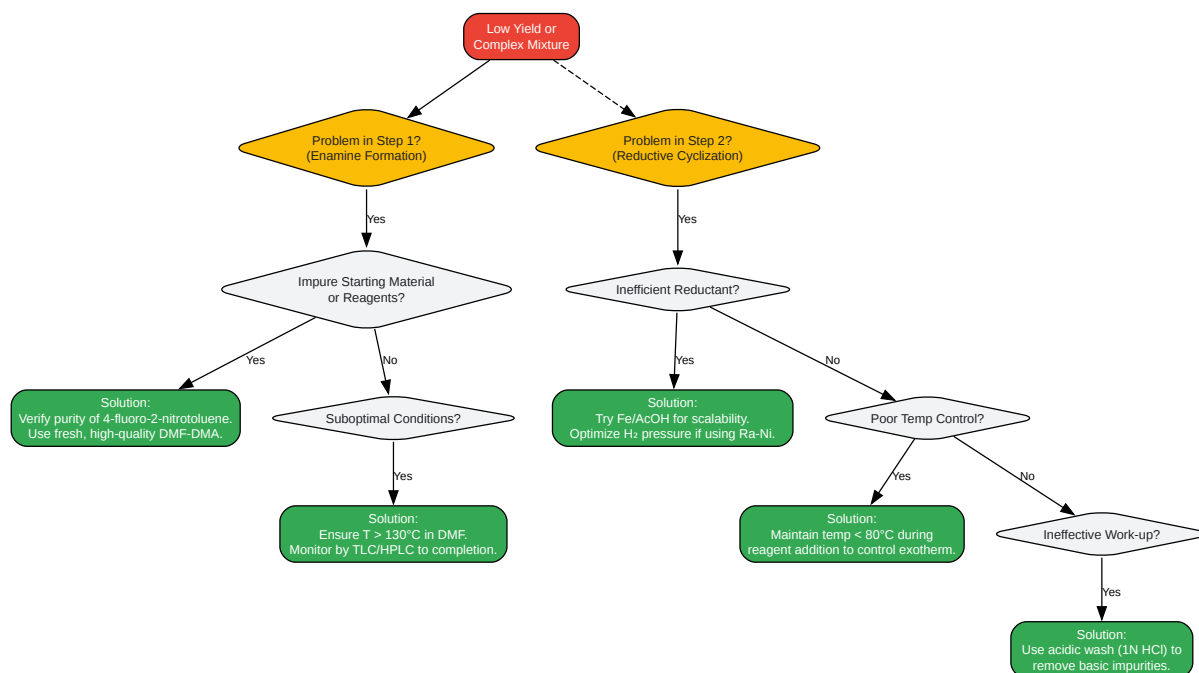 Low Yield or
Complex Mixture
Problem in Step 1?
(Enamine Formation)
Problem in Step 2?
(Reductive Cyclization)
Yes
Yes
Impure Starting Material
or Reagents?
Inefficient Reductant?
Yes
No
Yes
No
Solution:
Verify purity of 4-fluoro-2-nitrotoluene.
Use fresh, high-quality DMF-DMA.
Suboptimal Conditions?
Solution:
Try Fe/AcOH for scalability.
Optimize H₂ pressure if using Ra-Ni.
Poor Temp Control?
Yes
Yes
No
Solution:
Ensure T > 130°C in DMF.
Monitor by TLC/HPLC to completion.
Solution:
Maintain temp < 80°C during
reagent addition to control exotherm.
Ineffective Work-up?
Yes
Solution:
Use acidic wash (1N HCl) to
remove basic impurities.